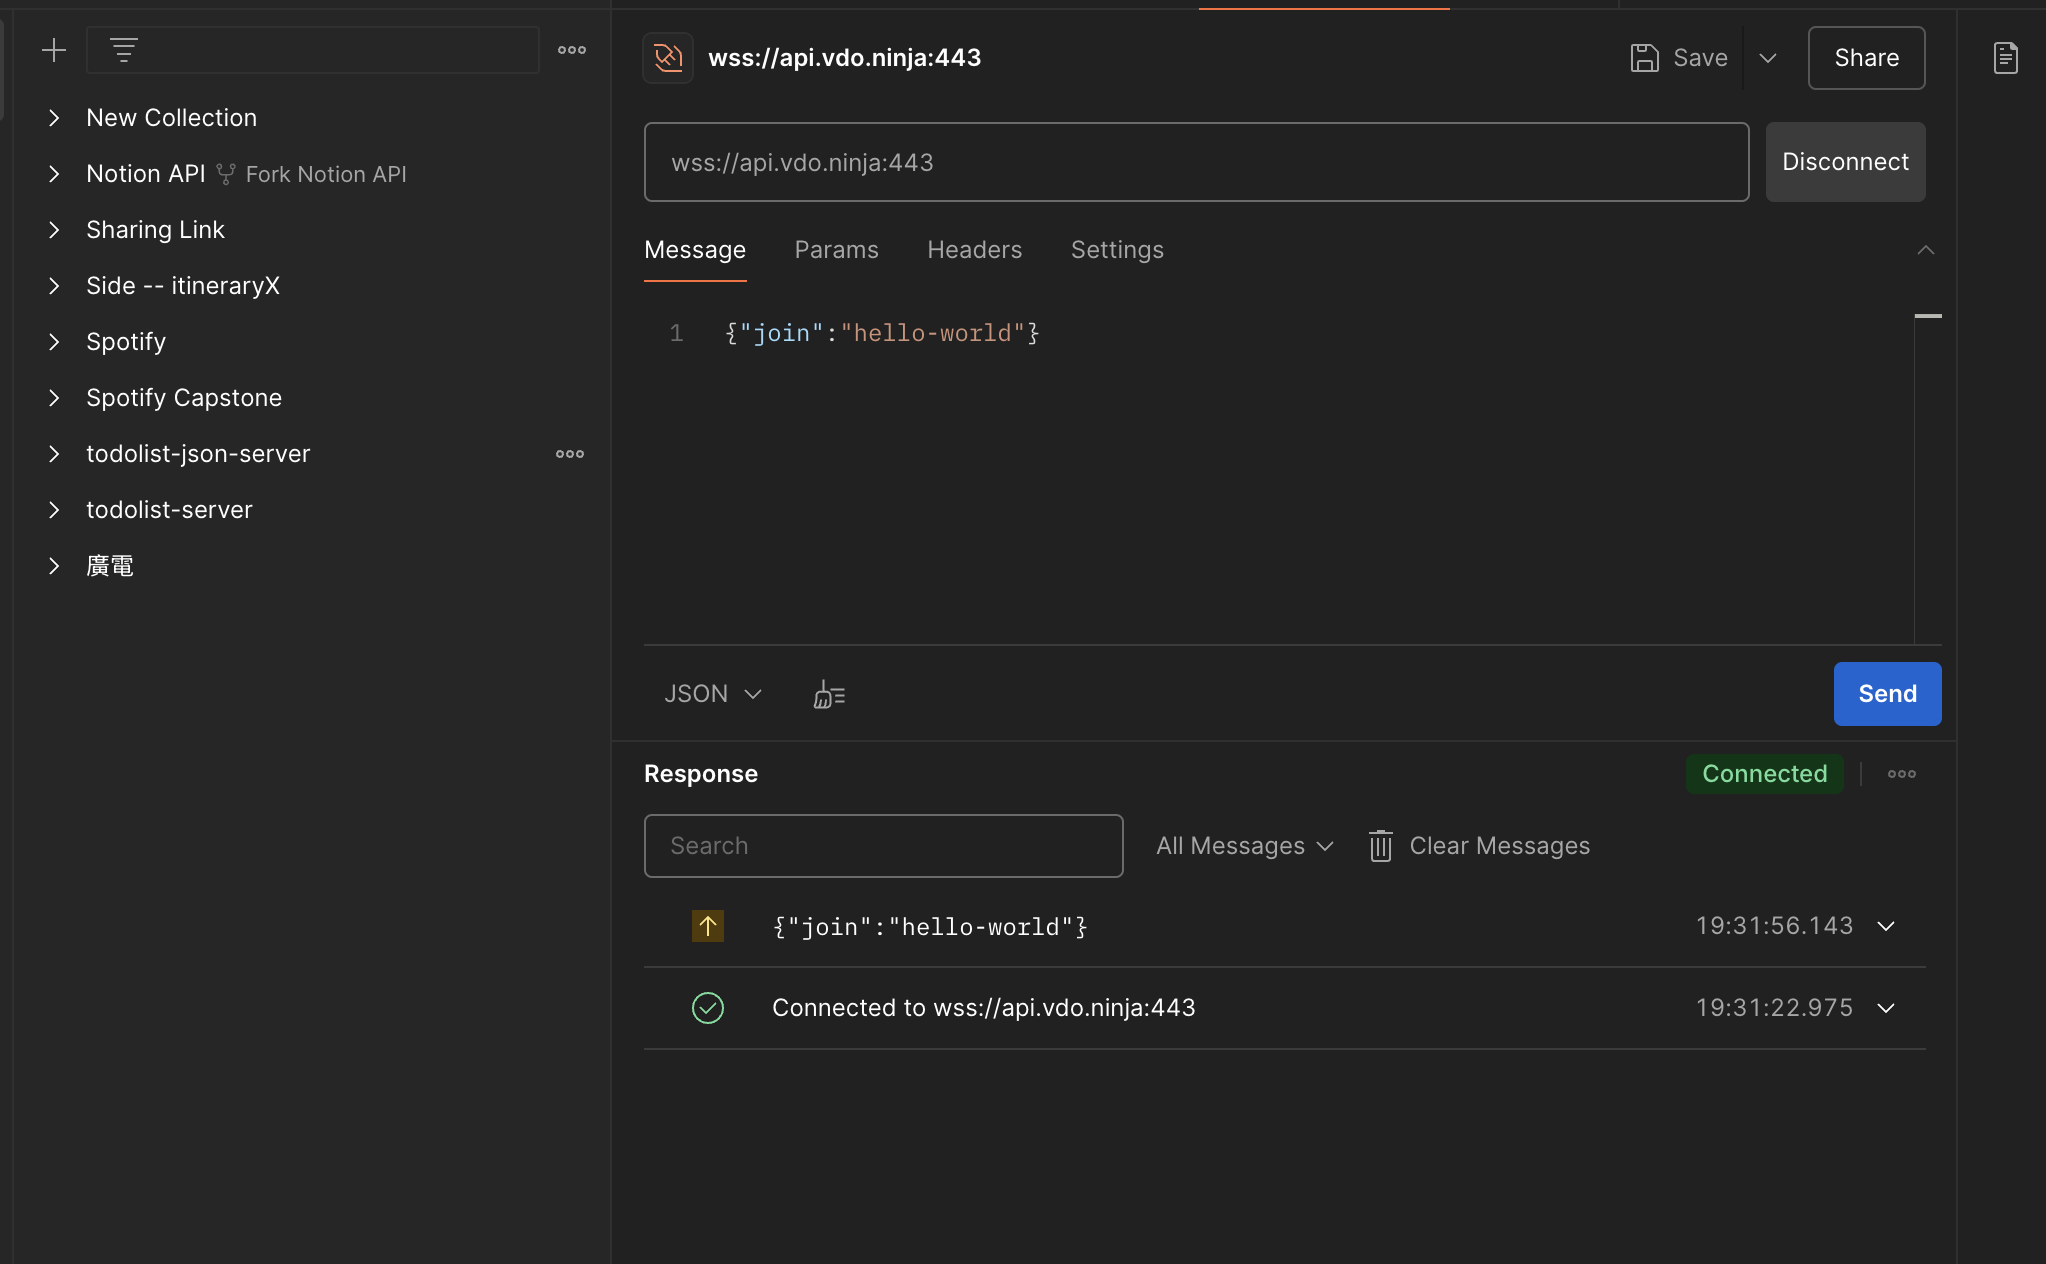 New Collection
Notion API Fork Notion API
Sharing Link
Side -- itineraryX
Spotify
Spotify Capstone
todolist-json-server
todolist-server
廣電
wss://api.vdo.ninja:443
Save
Share
wss://api.vdo.ninja:443
Disconnect
Message Params Headers Settings
1 {"join":"hello-world"}
JSON
Send
Response
Connected
Search
All Messages
Clear Messages
{"join":"hello-world"} 19:31:56.143
Connected to wss://api.vdo.ninja:443 19:31:22.975